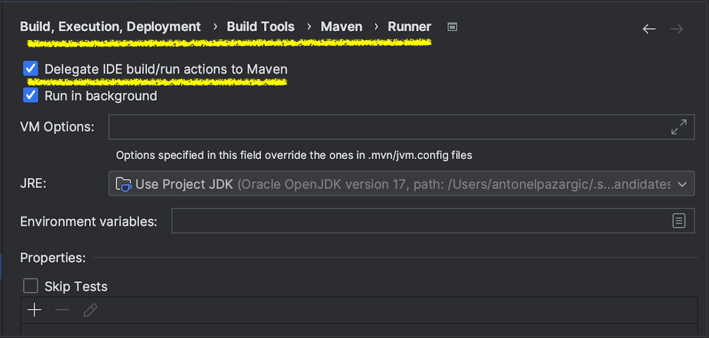 Build, Execution, Deployment › Build Tools › Maven › Runner
Delegate IDE build/run actions to Maven
Run in background
VM Options:
Options specified in this field override the ones in .mvn/jvm.config files
JRE: Use Project JDK (Oracle OpenJDK version 17, path: /Users/antonelpazargic/.s...andidates
Environment variables:
Properties:
Skip Tests